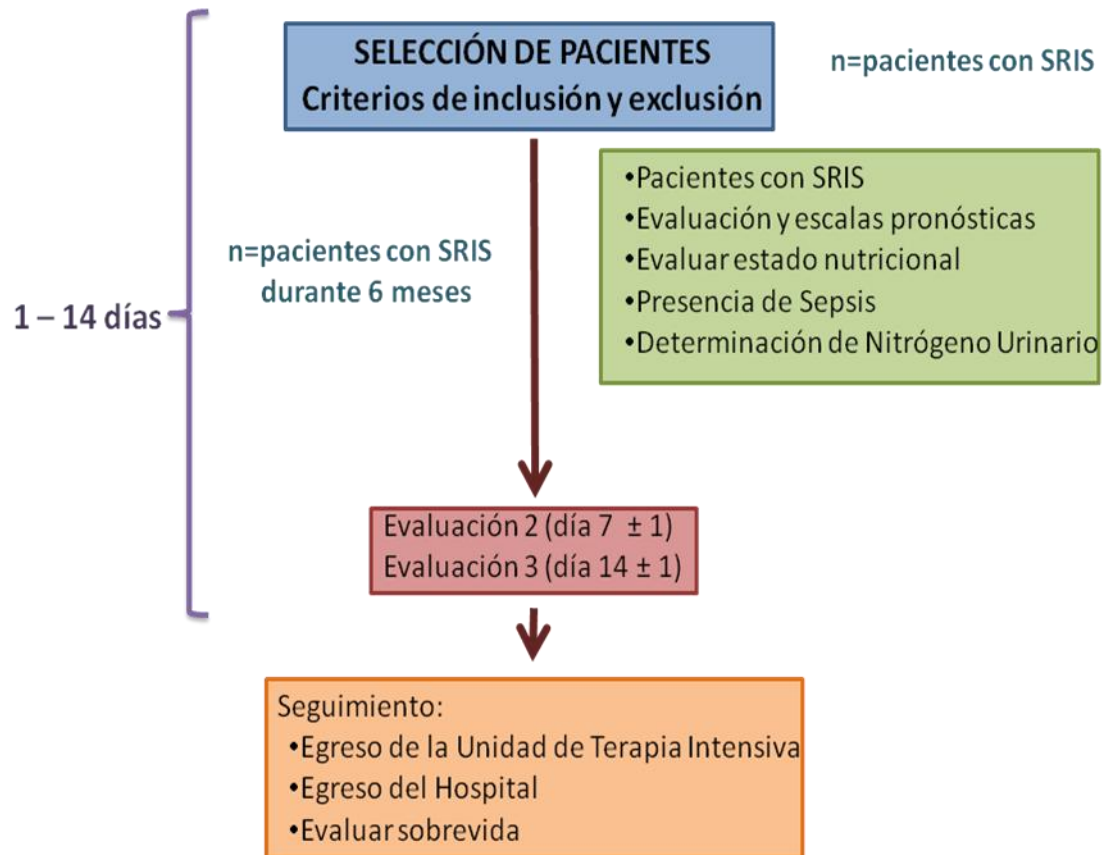 SELECCIÓN DE PACIENTES
Criterios de inclusión y exclusión
n=pacientes con SRIS
•Pacientes con SRIS
•Evaluación y escalas pronósticas
•Evaluar estado nutricional
•Presencia de Sepsis
•Determinación de Nitrógeno Urinario
n=pacientes con SRIS
durante 6 meses
1 – 14 días
Evaluación 2 (día 7 ± 1)
Evaluación 3 (día 14 ± 1)
Seguimiento:
•Egreso de la Unidad de Terapia Intensiva
•Egreso del Hospital
•Evaluar sobrevida